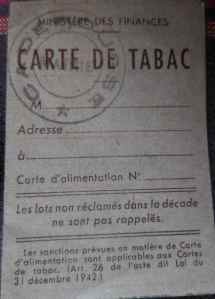 MINISTÈRE DES FINANCES
CARTE DE TABAC
M
Adresse
à
Carte d'alimentation N°
Les lots non réclamés dans la décade
ne sont pas rappelés.
Les sanctions prévues en matière de Carte
d'alimentation sont applicables aux Cartes
de tabac. (Art. 26 de l'acte dit Loi du
31 décembre 1942.)